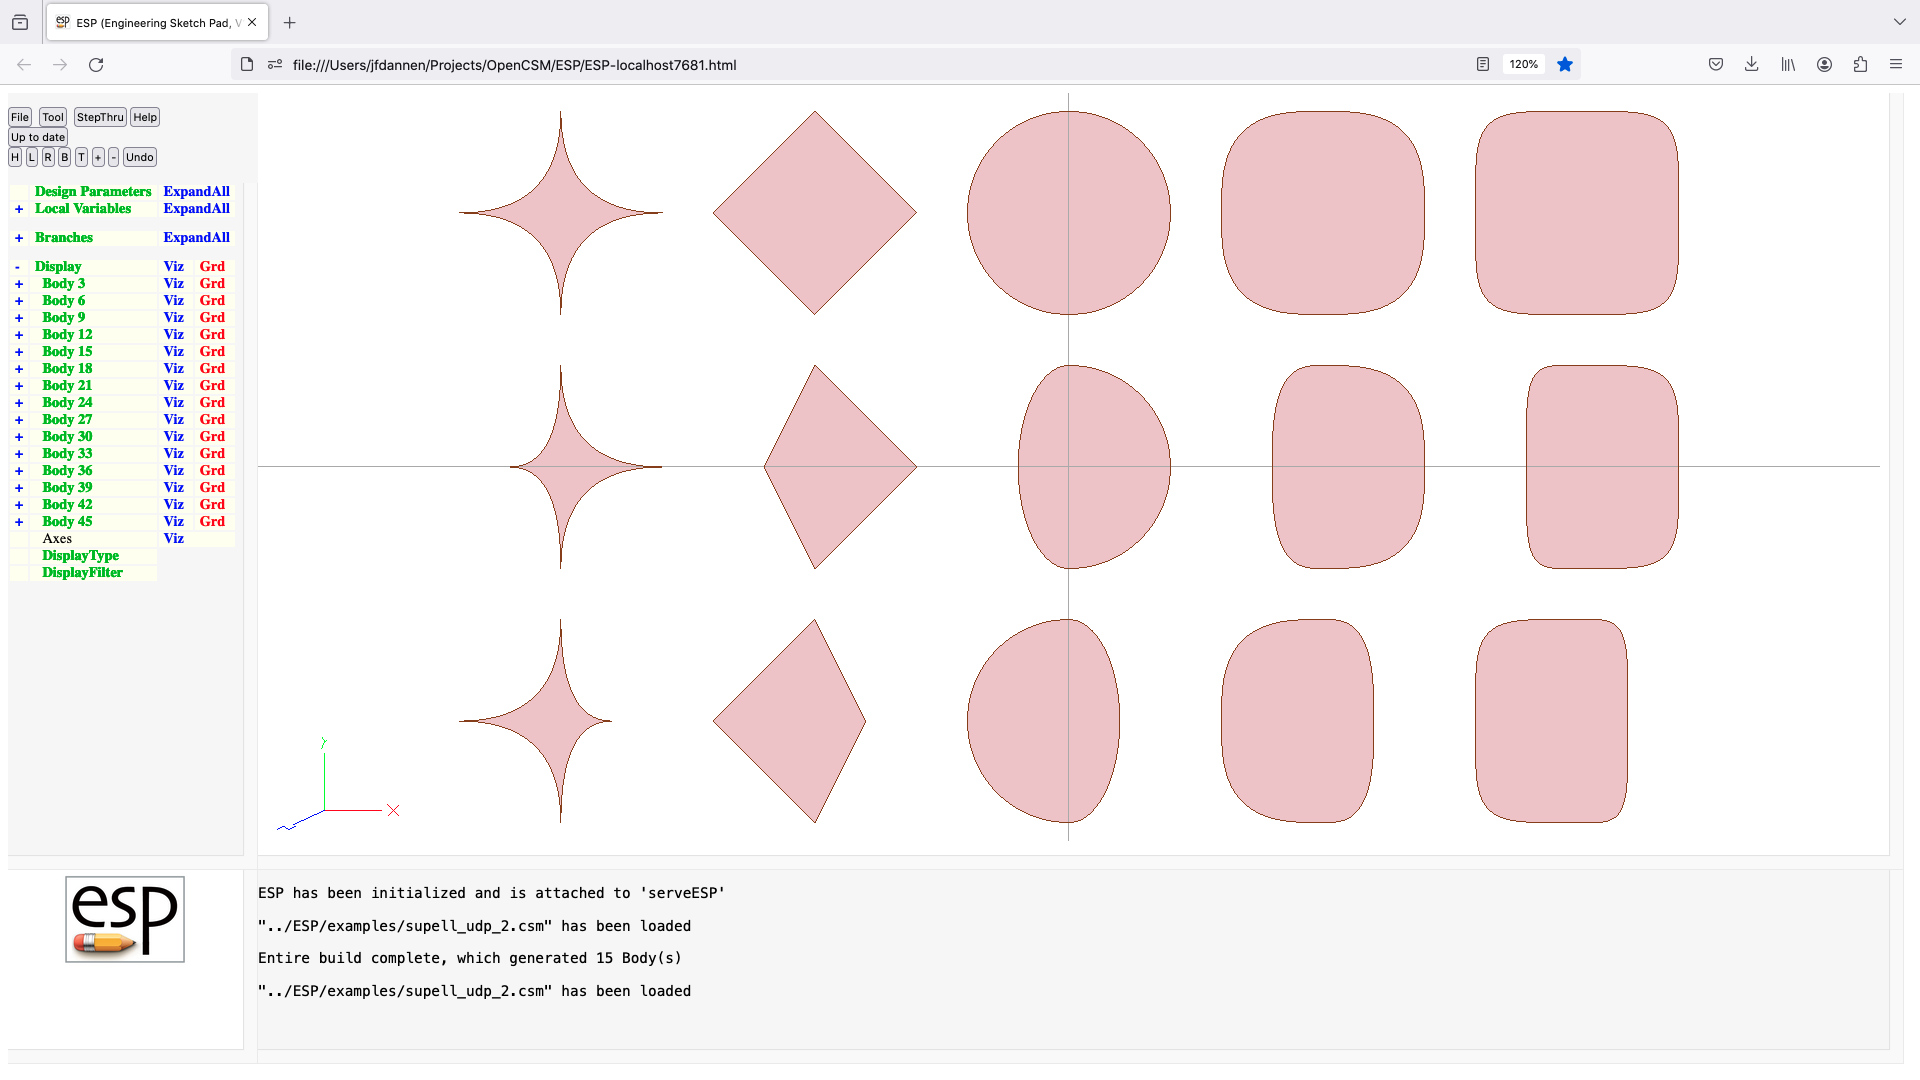 ESP (Engineering Sketch Pad, V
file:///Users/jfdannen/Projects/OpenCSM/ESP/ESP-localhost7681.html
120%
File Tool StepThru Help
Up to date
H L R B T + - Undo
Design Parameters ExpandAll
+ Local Variables ExpandAll
+ Branches ExpandAll
- Display Viz Grd
+ Body 3 Viz Grd
+ Body 6 Viz Grd
+ Body 9 Viz Grd
+ Body 12 Viz Grd
+ Body 15 Viz Grd
+ Body 18 Viz Grd
+ Body 21 Viz Grd
+ Body 24 Viz Grd
+ Body 27 Viz Grd
+ Body 30 Viz Grd
+ Body 33 Viz Grd
+ Body 36 Viz Grd
+ Body 39 Viz Grd
+ Body 42 Viz Grd
+ Body 45 Viz Grd
Axes Viz
DisplayType
DisplayFilter
Y
X
Z
esp
ESP has been initialized and is attached to 'serveESP'
"../ESP/examples/supell_udp_2.csm" has been loaded
Entire build complete, which generated 15 Body(s)
"../ESP/examples/supell_udp_2.csm" has been loaded